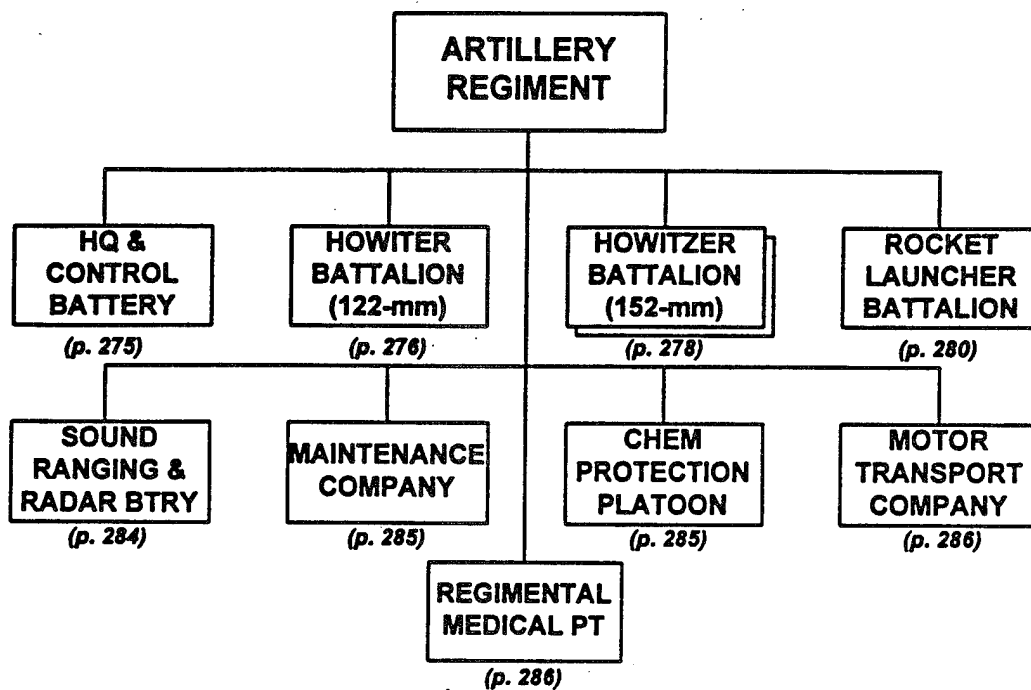 ARTILLERY
REGIMENT
HQ &
CONTROL
BATTERY
(p. 275)
HOWITER
BATTALION
(122-mm)
(p. 276)
HOWITZER
BATTALION
(152-mm)
(p. 278)
ROCKET
LAUNCHER
BATTALION
(p. 280)
SOUND
RANGING &
RADAR BTRY
(p. 284)
MAINTENANCE
COMPANY
(p. 285)
CHEM
PROTECTION
PLATOON
(p. 285)
MOTOR
TRANSPORT
COMPANY
(p. 286)
REGIMENTAL
MEDICAL PT
(p. 286)